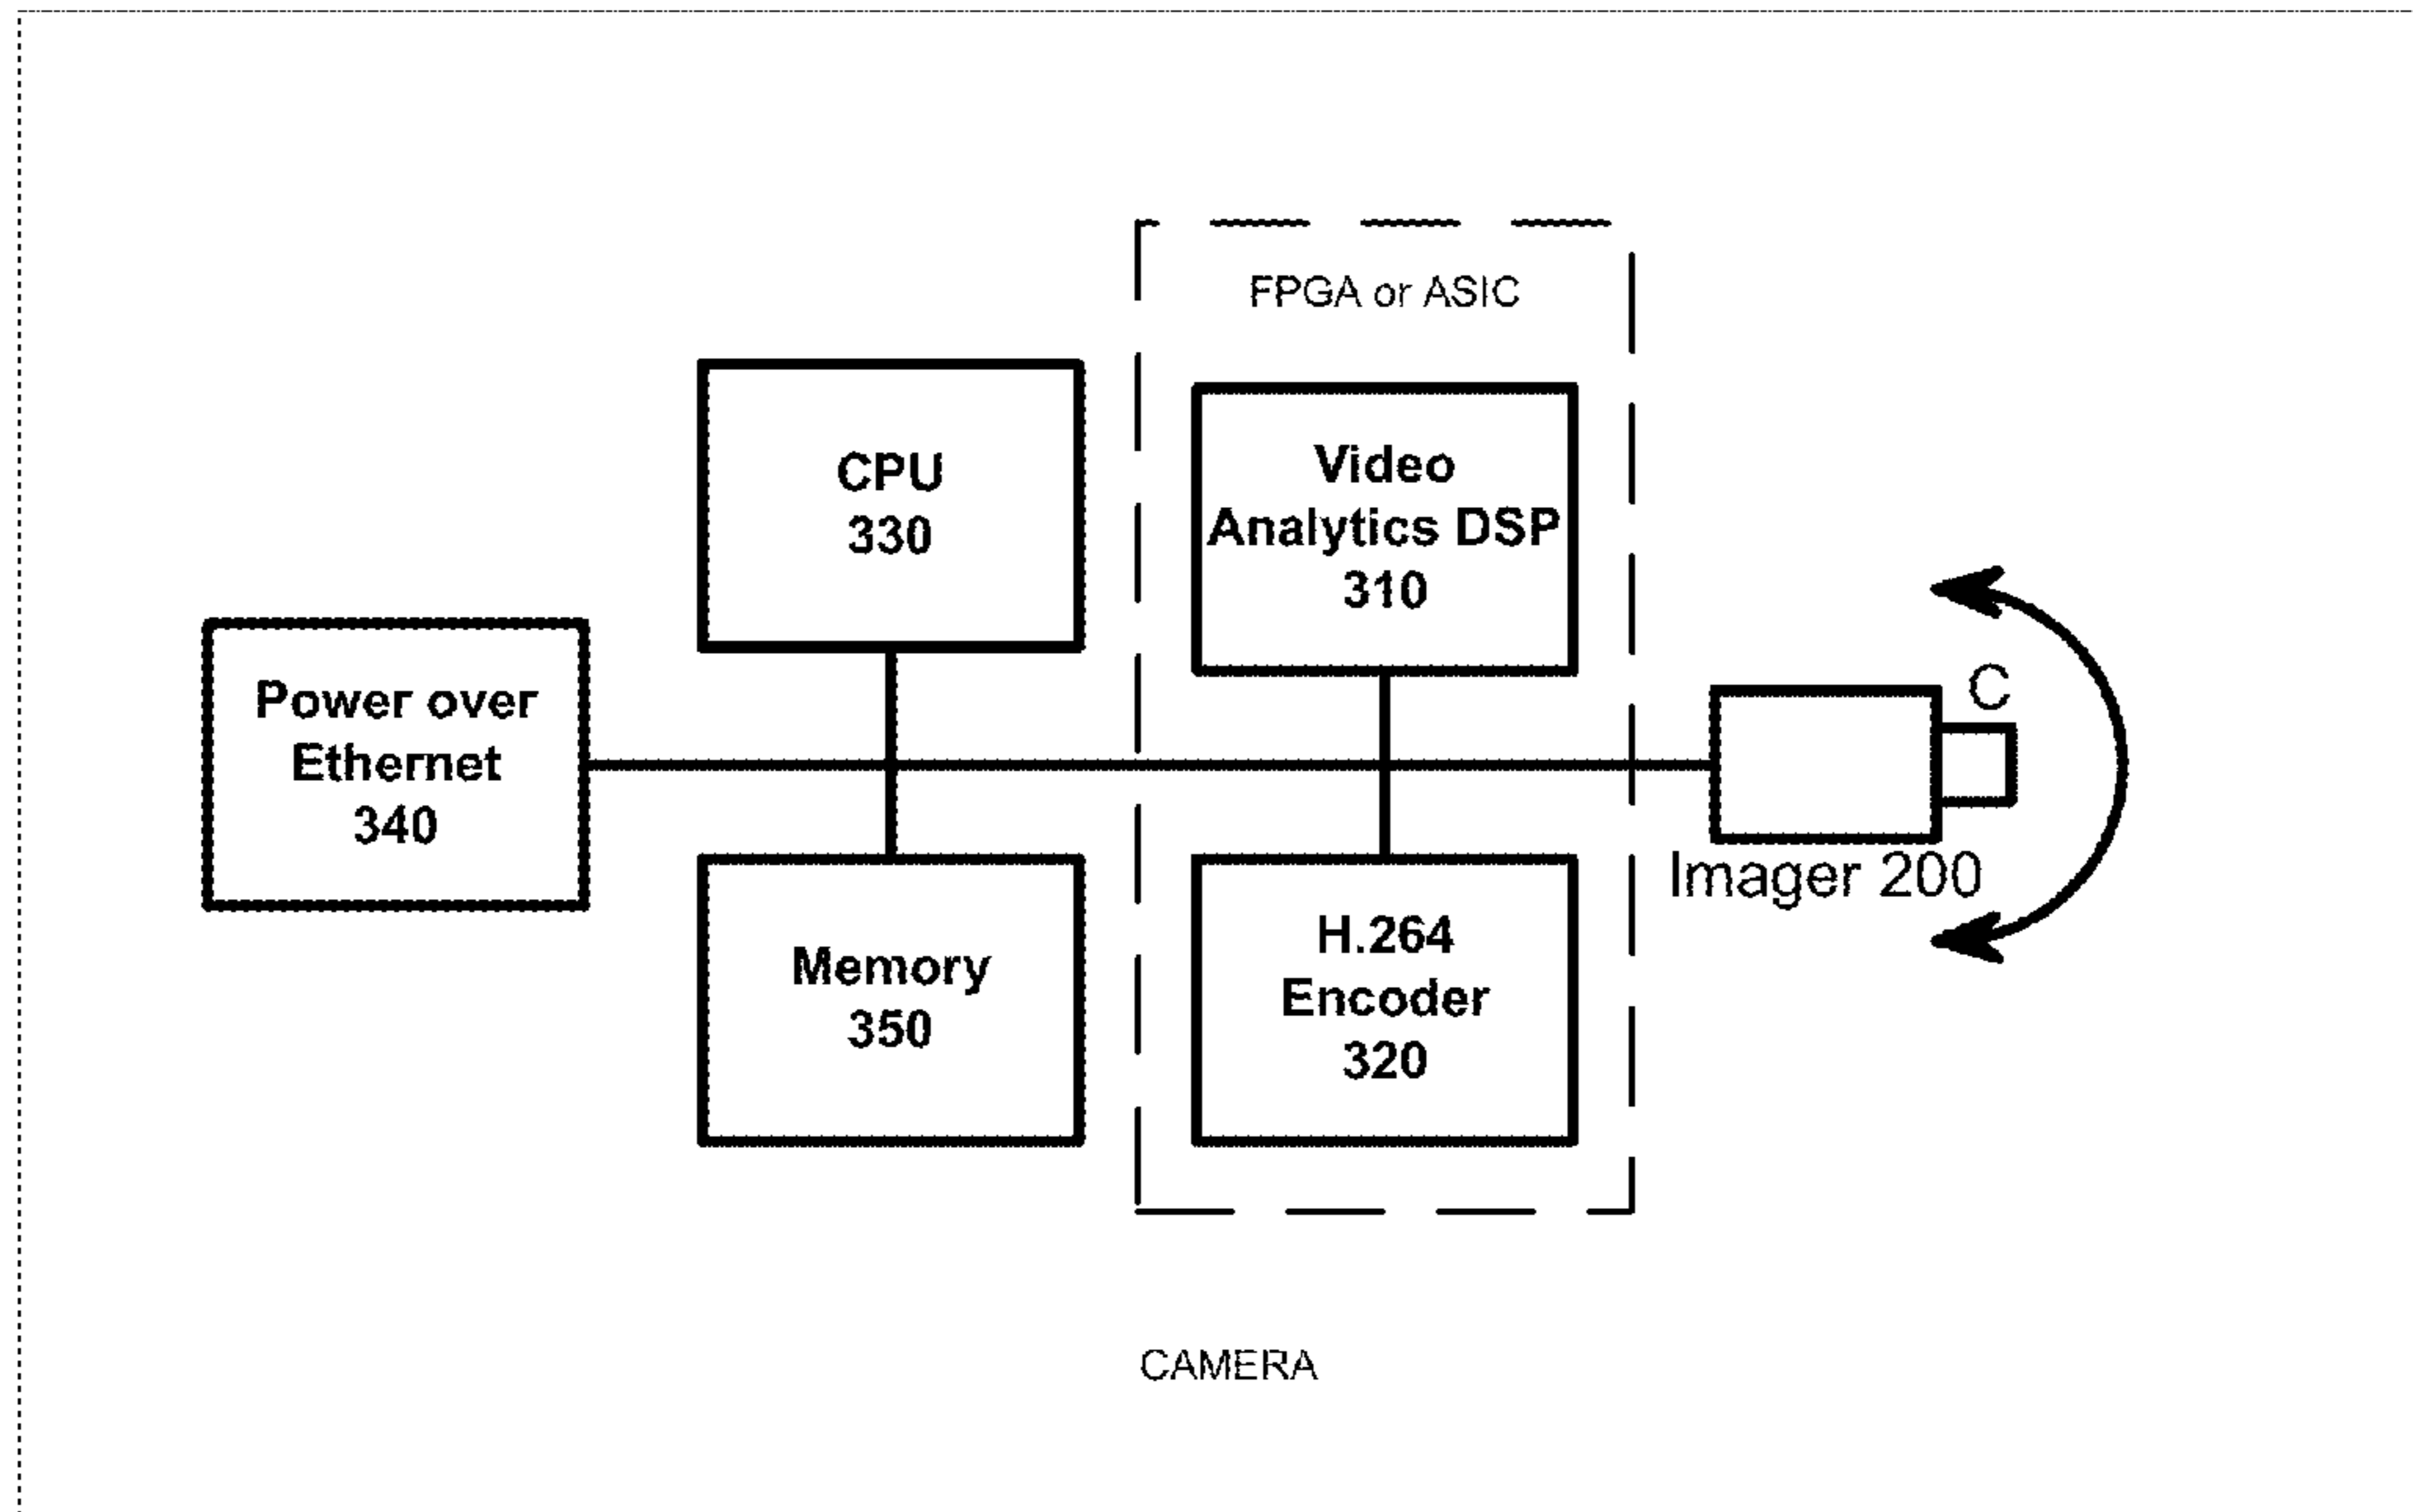 FPGA or ASIC
CPU
330
Video
Analytics DSP
310
Power over
Ethernet
340
C
Imager 200
Memory
350
H.264
Encoder
320
CAMERA